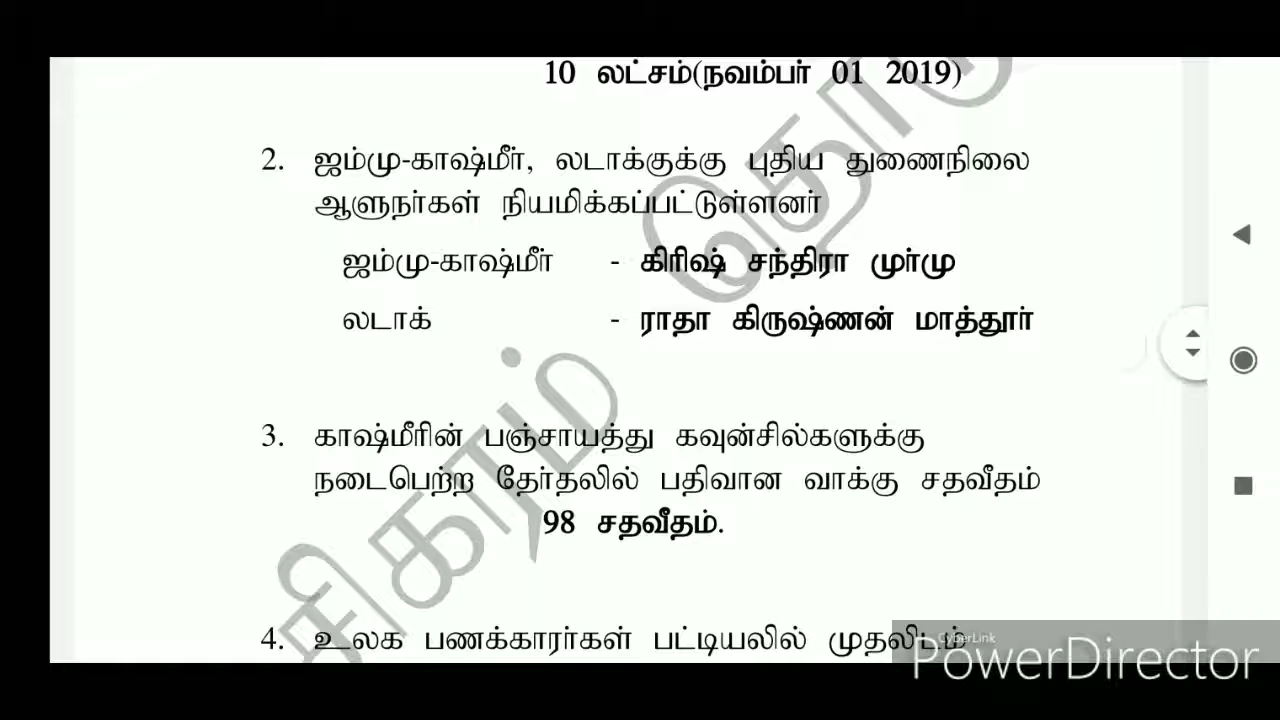 10 லட்சம்(நவம்பர் 01 2019)
2. ஜம்மு-காஷ்மீர், லடாக்குக்கு புதிய துணைநிலை
ஆளுநர்கள் நியமிக்கப்பட்டுள்ளனர்
ஜம்மு-காஷ்மீர் - கிரிஷ் சந்திரா முர்மு
லடாக் - ராதா கிருஷ்ணன் மாத்தூர்
3. காஷ்மீரின் பஞ்சாயத்து கவுன்சில்களுக்கு
நடைபெற்ற தேர்தலில் பதிவான வாக்கு சதவீதம்
98 சதவீதம்.
4. உலக பணக்காரர்கள் பட்டியலில் முதலிடம்
சிகரம்
CyberLink
PowerDirector